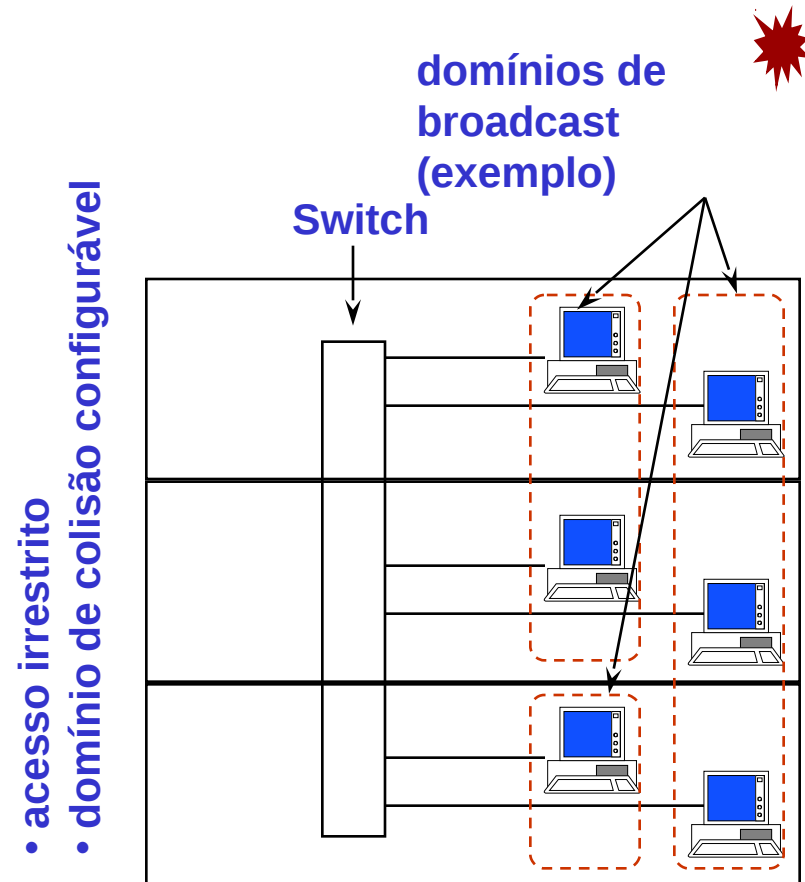 domínios de
broadcast
(exemplo)
Switch
• acesso irrestrito
• domínio de colisão configurável